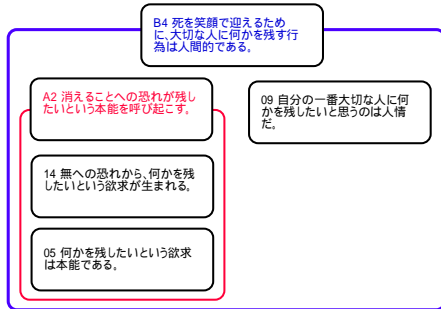 B4 死を笑顔で迎えるため
に、大切な人に何かを残す行
為は人間的である。
A2 消えることへの恐れが残し
たいという本能を呼び起こす。
09 自分の一番大切な人に何
かを残したいと思うのは人情
だ。
14 無への恐れから、何かを残
したいという欲求が生まれる。
05 何かを残したいという欲求
は本能である。